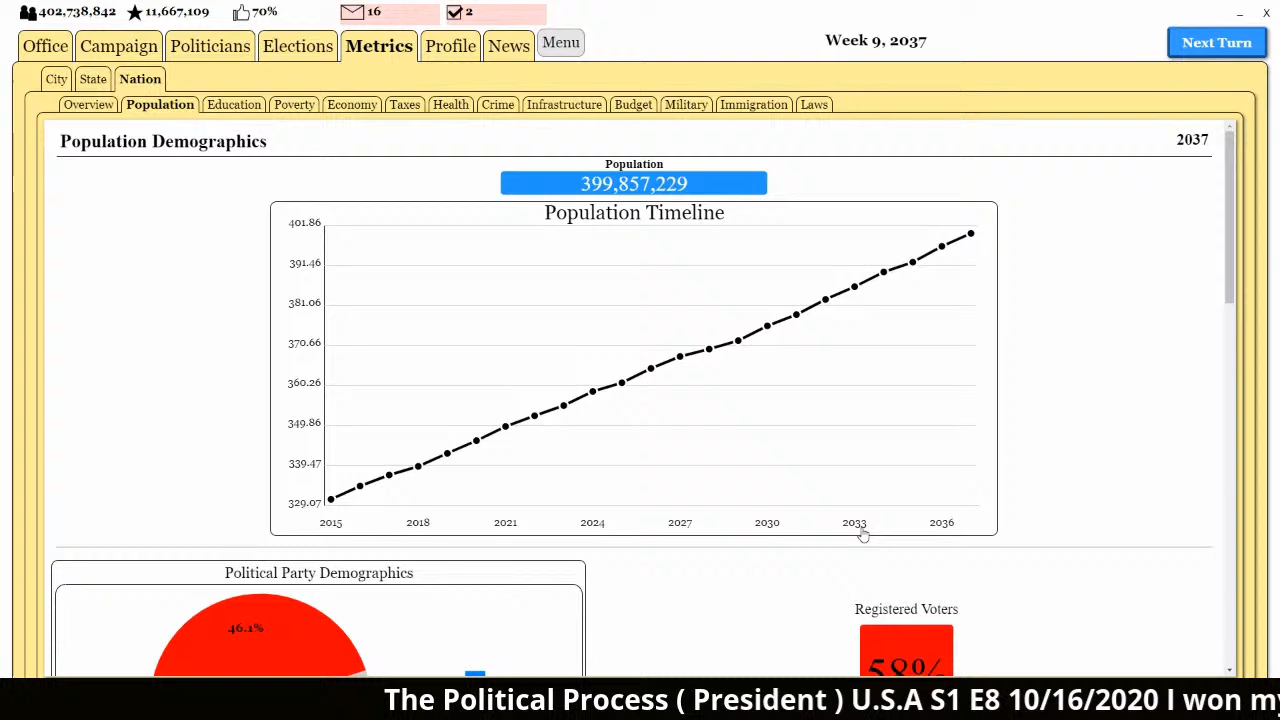 402,738,842 11,667,109 70% 16 2 _ X
Office Campaign Politicians Elections Metrics Profile News Menu Week 9, 2037 Next Turn
City State Nation
Overview Population Education Poverty Economy Taxes Health Crime Infrastructure Budget Military Immigration Laws
Population Demographics 2037
Population
399,857,229
Population Timeline
401.86
391.46
381.06
370.66
360.26
349.86
339.47
329.07
2015 2018 2021 2024 2027 2030 2033 2036
Political Party Demographics
46.1%
Registered Voters
58%
The Political Process ( President ) U.S.A S1 E8 10/16/2020 I won my